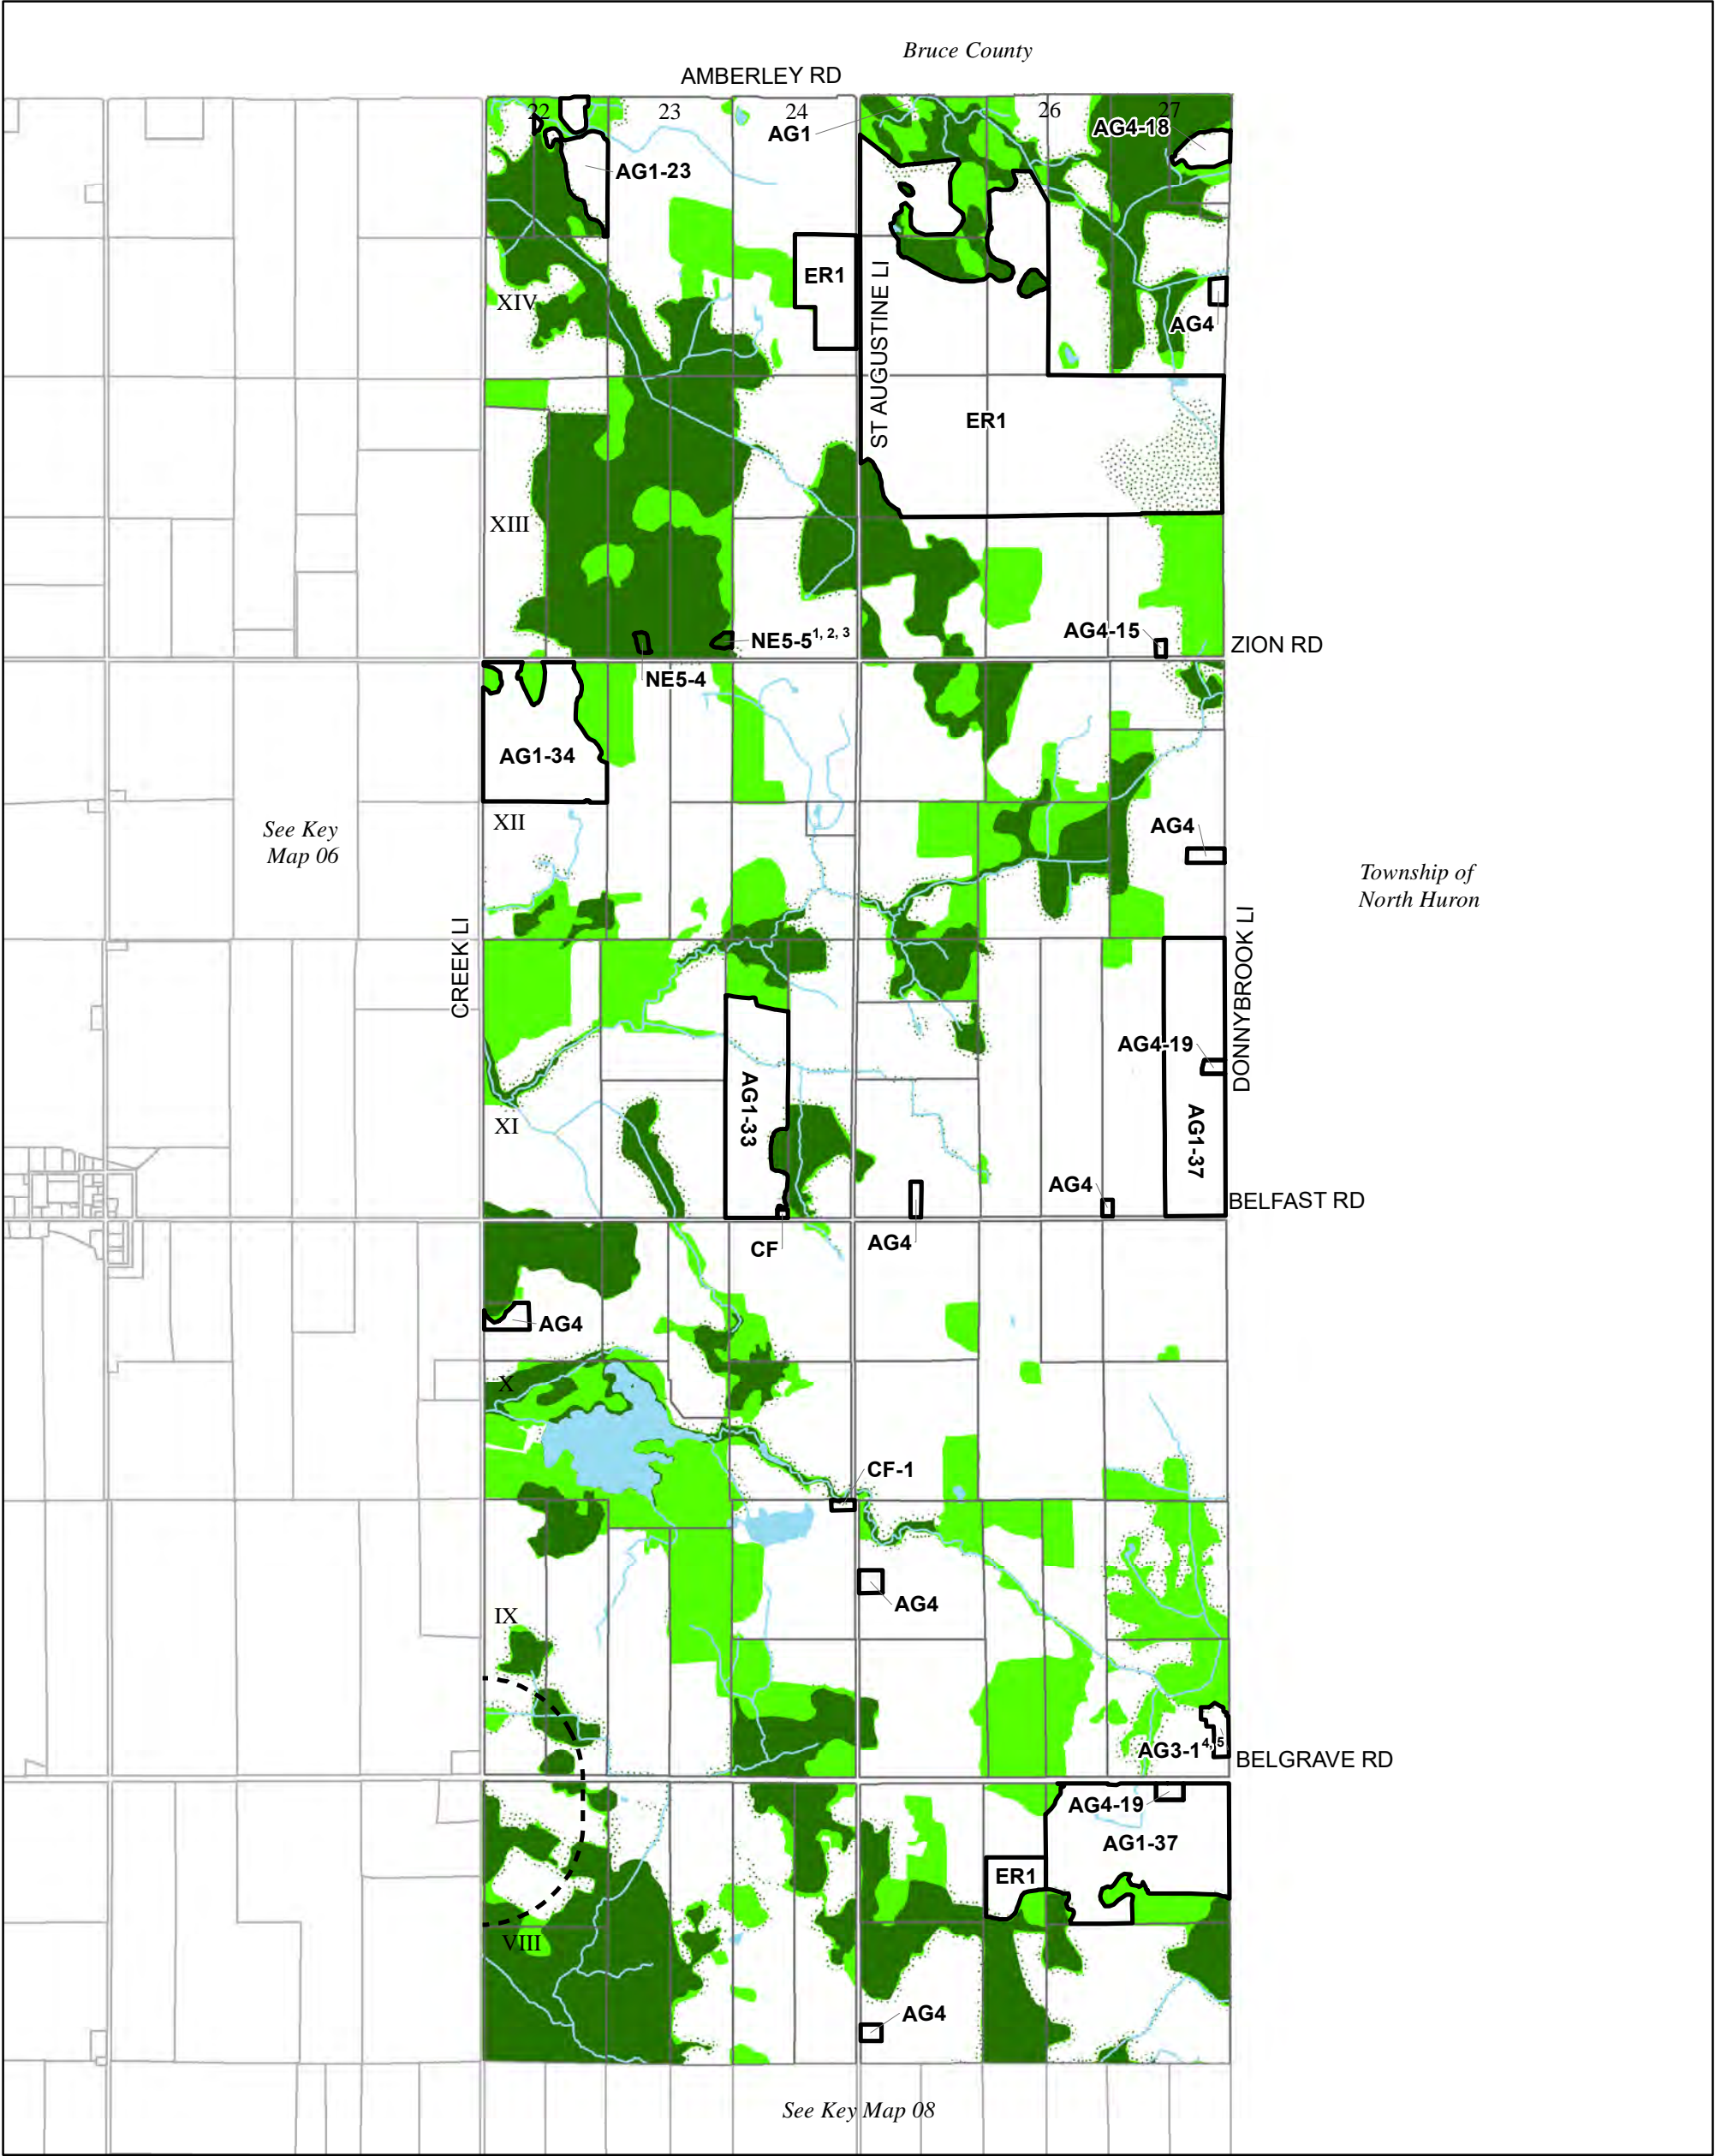 Bruce County
AMBERLEY RD
22
23
24
26
27
AG1
AG4-18
AG1-23
ER1
ST AUGUSTINE LI
XIV
AG4
ER1
XIII
NE5-5¹, ², ³
AG4-15
ZION RD
NE5-4
AG1-34
XII
See Key
Map 06
AG4
Township of
North Huron
CREEK LI
DONNYBROOK LI
AG4-19
AG1-33
AG1-37
XI
AG4
BELFAST RD
CF
AG4
AG4
X
CF-1
AG4
IX
AG3-1⁴, ⁵
BELGRAVE RD
AG4-19
AG1-37
ER1
VIII
AG4
See Key Map 08